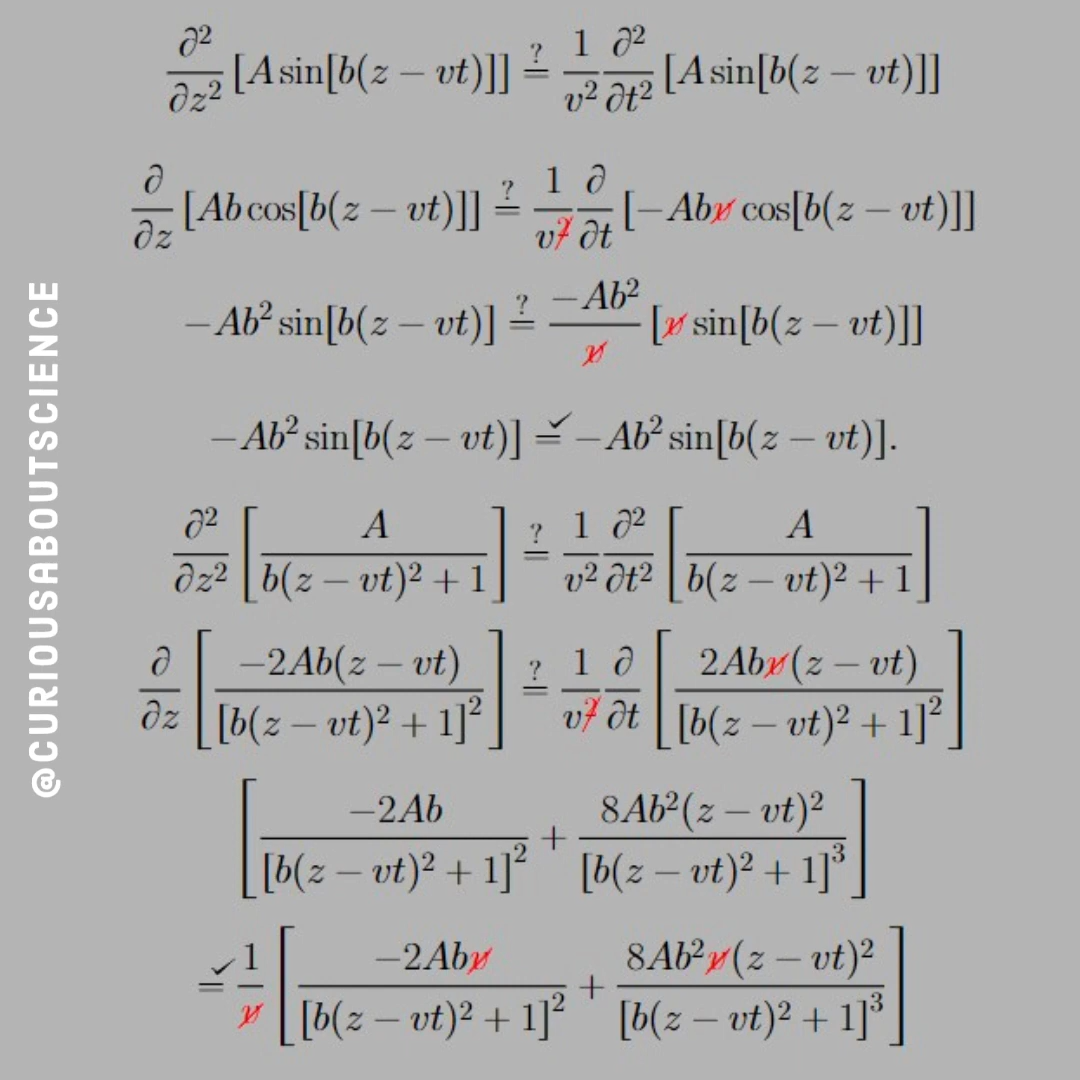 @CURIOUSABOUTSCIENCE
∂²/∂z² [A sin[b(z − vt)]] ≟ 1/v² ∂²/∂t² [A sin[b(z − vt)]]
∂/∂z [Ab cos[b(z − vt)]] ≟ 1/v² ∂/∂t [−Abv cos[b(z − vt)]]
−Ab² sin[b(z − vt)] ≟ −Ab²/v [v sin[b(z − vt)]]
−Ab² sin[b(z − vt)] =✓ −Ab² sin[b(z − vt)].
∂²/∂z² [A / (b(z − vt)² + 1)] ≟ 1/v² ∂²/∂t² [A / (b(z − vt)² + 1)]
∂/∂z [−2Ab(z − vt) / [b(z − vt)² + 1]²] ≟ 1/v² ∂/∂t [2Abv(z − vt) / [b(z − vt)² + 1]²]
[−2Ab / [b(z − vt)² + 1]² + 8Ab²(z − vt)² / [b(z − vt)² + 1]³]
=✓ 1/v [−2Abv / [b(z − vt)² + 1]² + 8Ab²v(z − vt)² / [b(z − vt)² + 1]³]